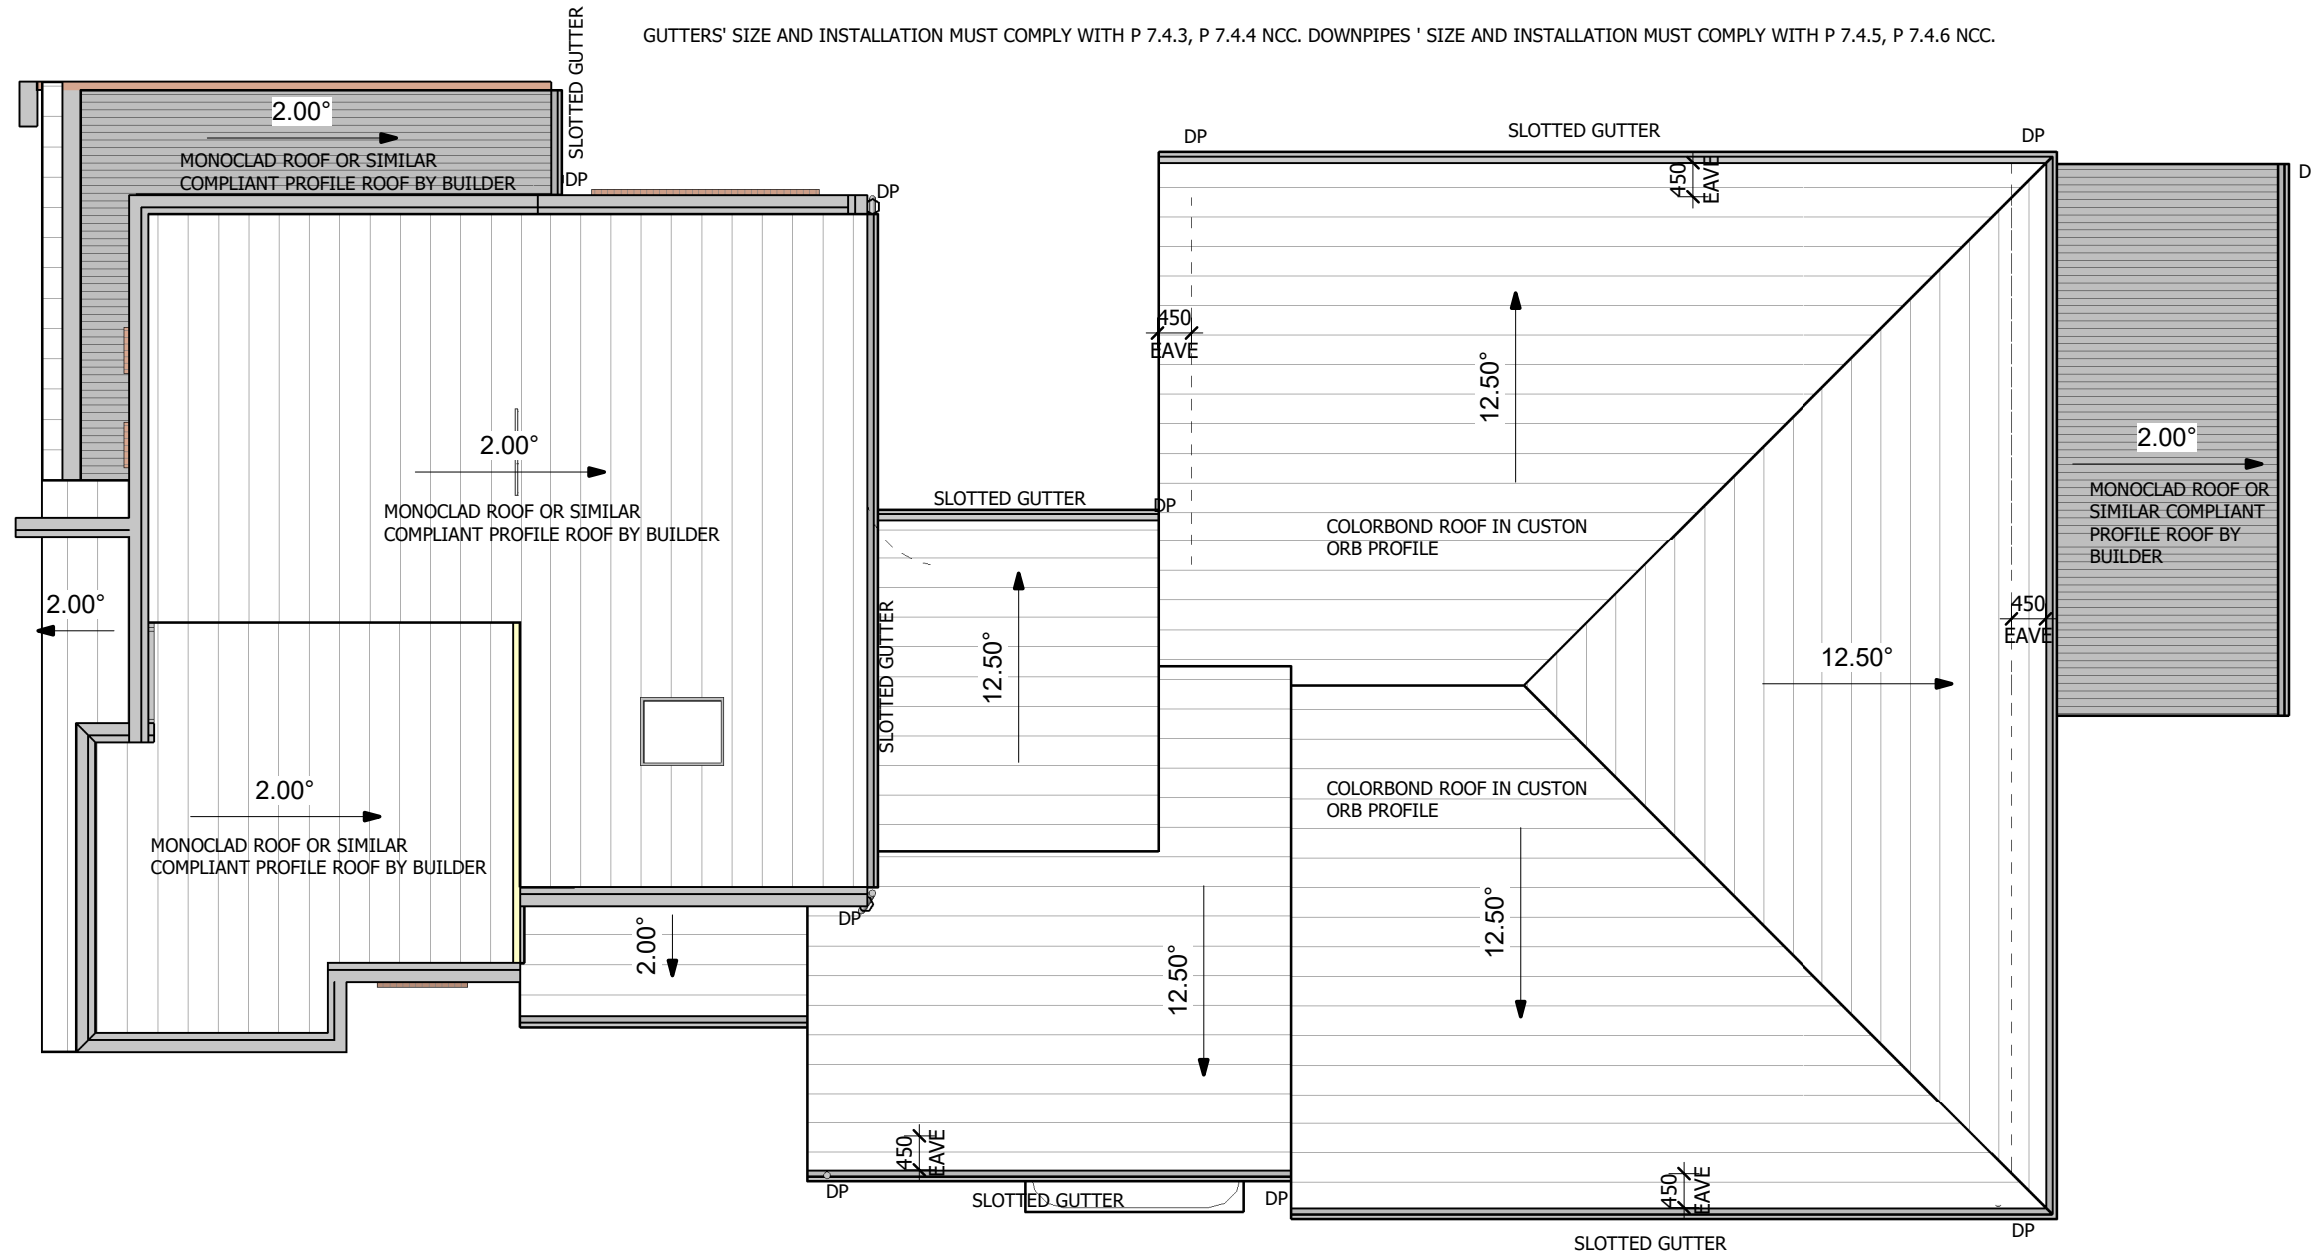 GUTTERS' SIZE AND INSTALLATION MUST COMPLY WITH P 7.4.3, P 7.4.4 NCC. DOWNPIPES ' SIZE AND INSTALLATION MUST COMPLY WITH P 7.4.5, P 7.4.6 NCC.
SLOTTED GUTTER
2.00°
MONOCLAD ROOF OR SIMILAR
COMPLIANT PROFILE ROOF BY BUILDER
DP
DP
DP
SLOTTED GUTTER
DP
D
450
EAVE
450
EAVE
12.50°
2.00°
MONOCLAD ROOF OR SIMILAR
COMPLIANT PROFILE ROOF BY BUILDER
SLOTTED GUTTER
DP
COLORBOND ROOF IN CUSTON
ORB PROFILE
2.00°
MONOCLAD ROOF OR
SIMILAR COMPLIANT
PROFILE ROOF BY
BUILDER
2.00°
SLOTTED GUTTER
12.50°
450
EAVE
12.50°
2.00°
MONOCLAD ROOF OR SIMILAR
COMPLIANT PROFILE ROOF BY BUILDER
COLORBOND ROOF IN CUSTON
ORB PROFILE
DP
2.00°
12.50°
12.50°
450
EAVE
450
EAVE
DP
SLOTTED GUTTER
DP
SLOTTED GUTTER
DP